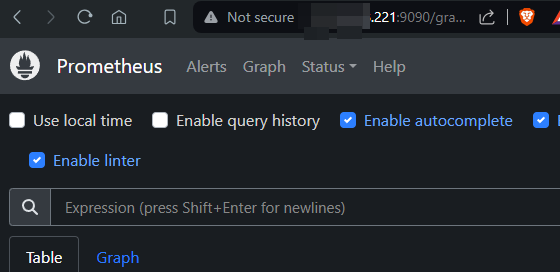 Not secure .221:9090/gra...
Prometheus Alerts Graph Status Help
Use local time Enable query history Enable autocomplete
Enable linter
Expression (press Shift+Enter for newlines)
Table Graph